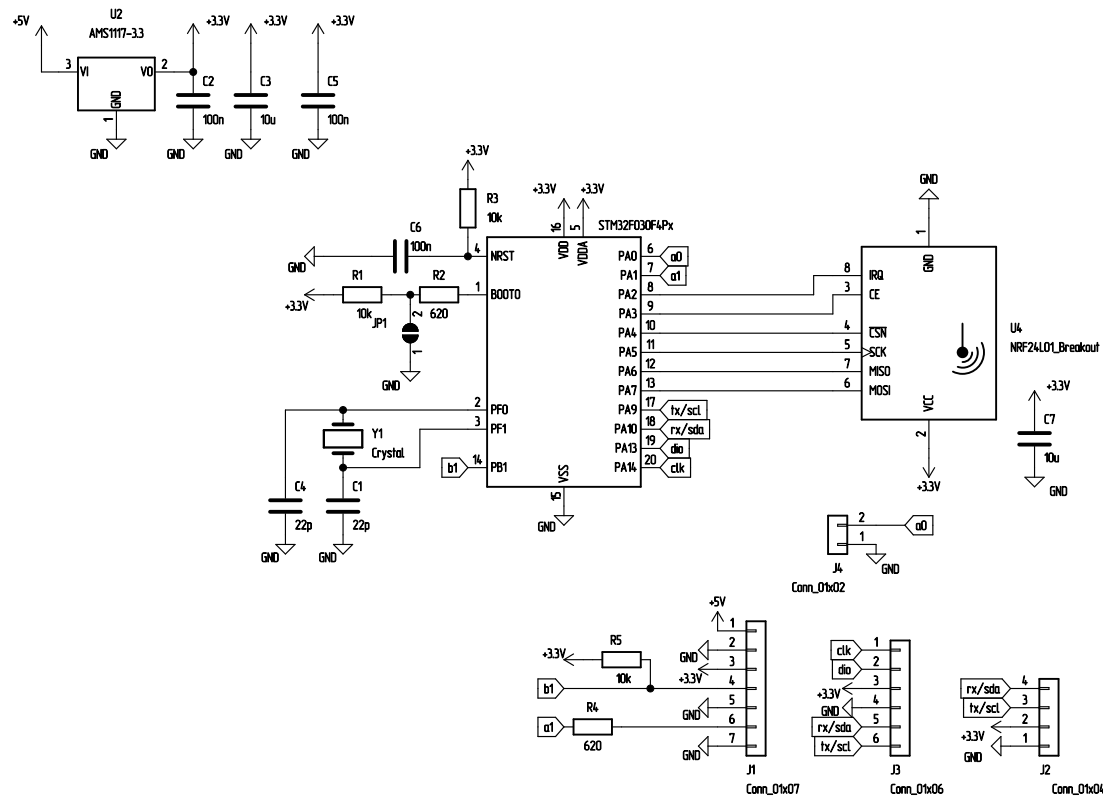 U2
AMS1117-3.3
+5V
+3.3V
+3.3V
+3.3V
3
VI
VO
2
GND
1
C2
100n
C3
10u
C5
100n
GND
GND
GND
GND
+3.3V
R3
10k
C6
100n
GND
R1
10k
R2
620
+3.3V
JP1
2
1
GND
+3.3V
+3.3V
16
5
STM32F030F4Px
VDD
VDDA
4
NRST
1
BOOT0
2
PF0
3
PF1
b1
14
PB1
VSS
15
GND
PA0
6
a0
PA1
7
a1
PA2
8
PA3
9
PA4
10
PA5
11
PA6
12
PA7
13
PA9
17
tx/scl
PA10
18
rx/sda
PA13
19
dio
PA14
20
clk
Y1
Crystal
C4
22p
C1
22p
GND
GND
GND
1
GND
8
IRQ
3
CE
4
CSN
5
SCK
7
MISO
6
MOSI
VCC
2
+3.3V
U4
NRF24L01_Breakout
+3.3V
C7
10u
GND
2
a0
1
GND
J4
Conn_01x02
+5V
1
GND
2
+3.3V
3
R5
10k
+3.3V
b1
4
GND
5
a1
R4
620
6
GND
7
J1
Conn_01x07
clk
1
dio
2
+3.3V
3
GND
4
rx/sda
5
tx/scl
6
J3
Conn_01x06
rx/sda
4
tx/scl
3
+3.3V
2
GND
1
J2
Conn_01x04